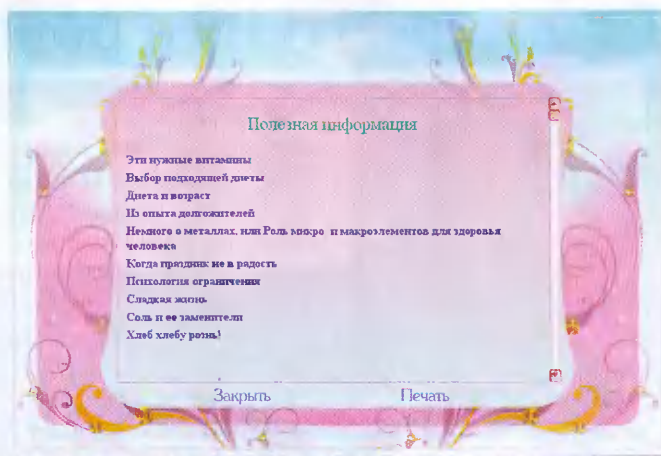 Полезная информация
Эти нужные витамины
Выбор подходящей диеты
Диета и возраст
Из опыта долгожителей
Немного о металлах, или Роль микро- и макроэлементов для здоровья
человека
Когда праздник не в радость
Психология ограничения
Сладкая жизнь
Соль и ее заменители
Хлеб хлебу рознь!
Закрыть
Печать